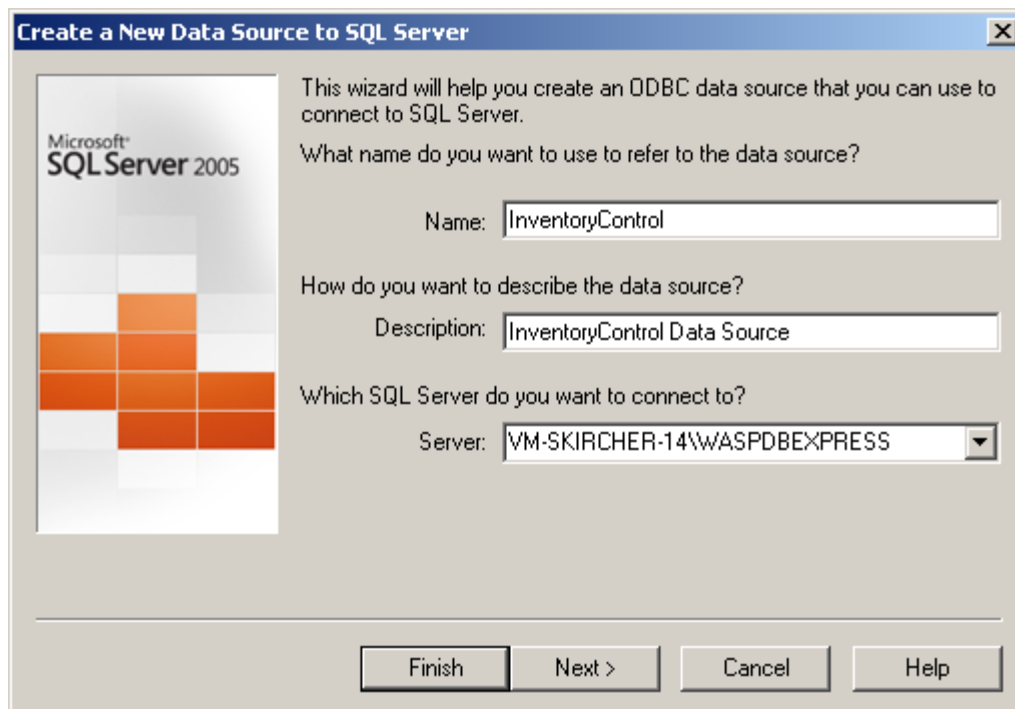 Create a New Data Source to SQL Server
Microsoft
SQL Server 2005
This wizard will help you create an ODBC data source that you can use to
connect to SQL Server.
What name do you want to use to refer to the data source?
Name: InventoryControl
How do you want to describe the data source?
Description: InventoryControl Data Source
Which SQL Server do you want to connect to?
Server: VM-SKIRCHER-14\WASPDBEXPRESS
Finish Next > Cancel Help